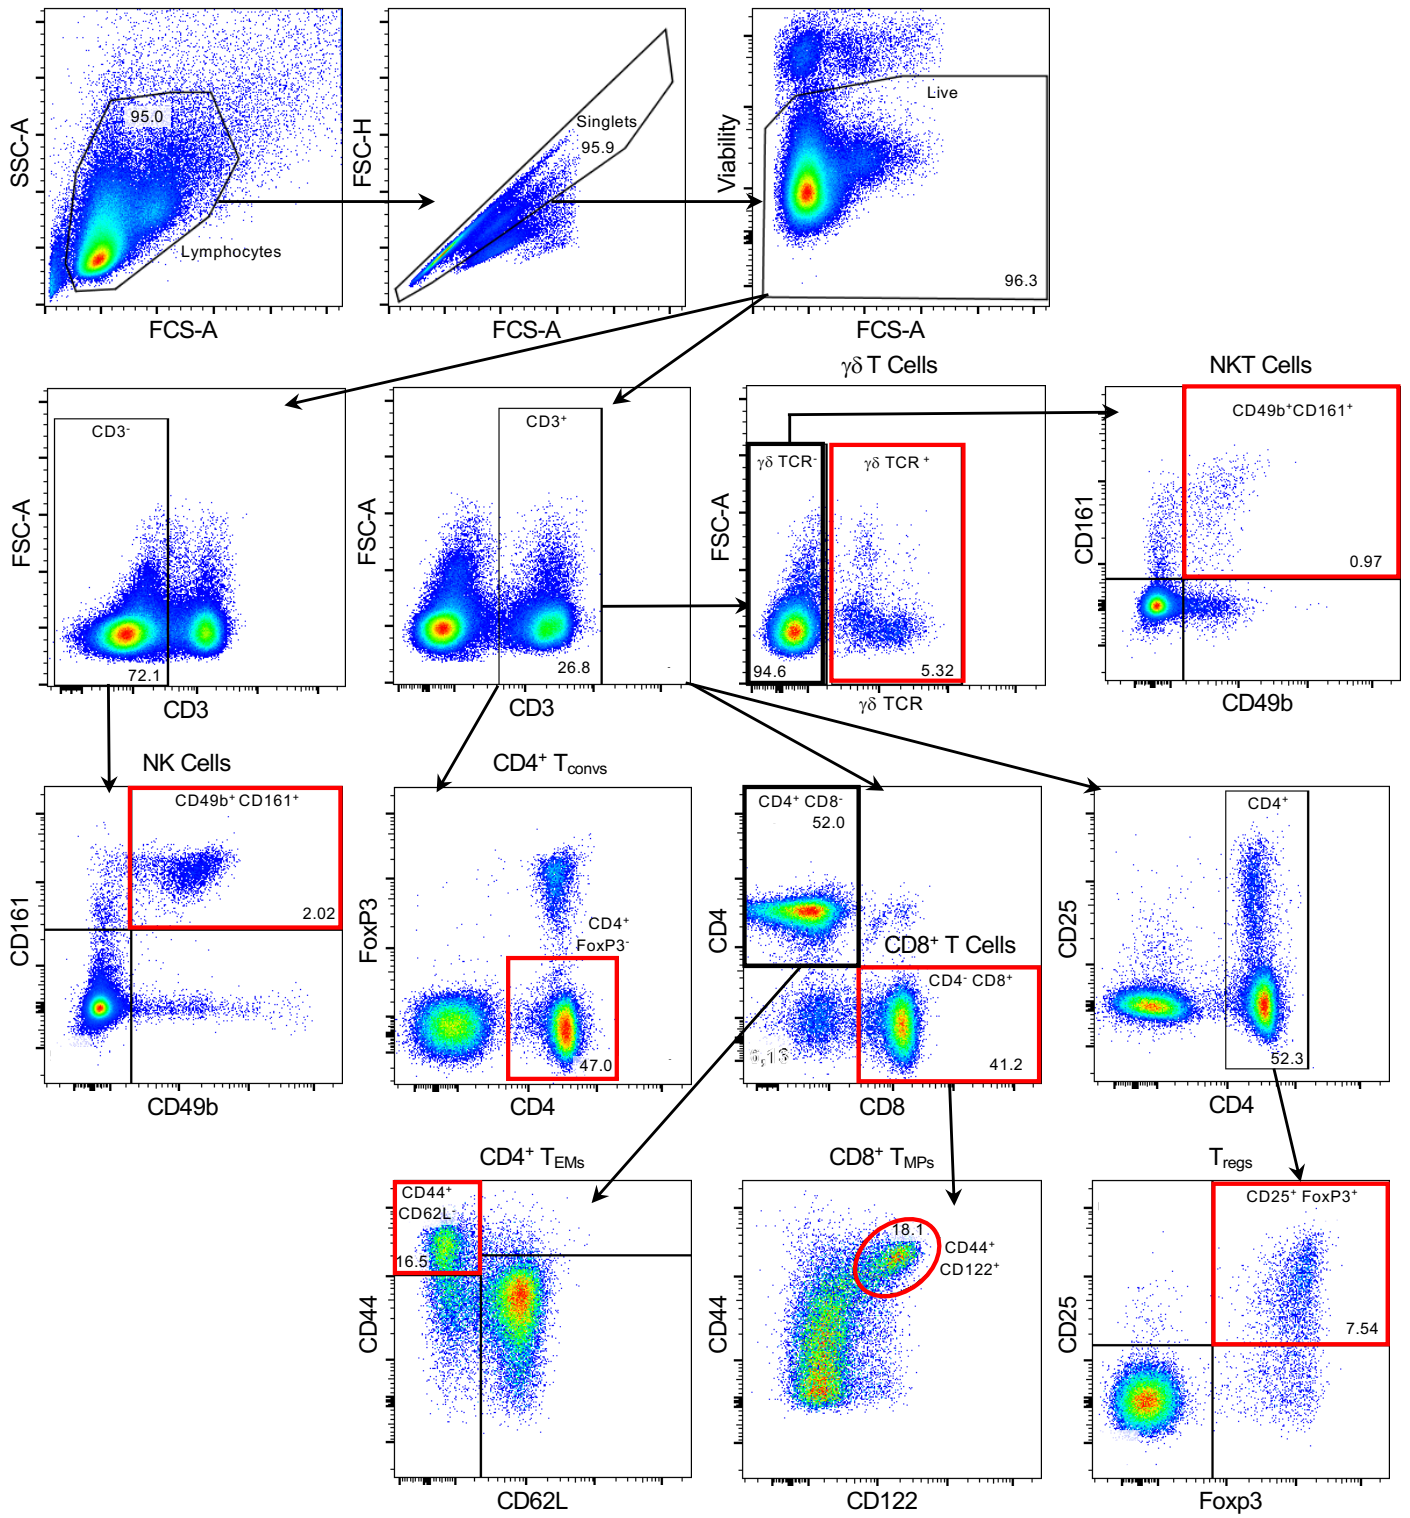 SSC-A
95.0
Lymphocytes
FCS-A
FSC-H
Singlets
95.9
FCS-A
Viability
Live
96.3
FCS-A
FSC-A
CD3-
72.1
CD3
FSC-A
CD3+
26.8
CD3
γδ T Cells
FSC-A
γδ TCR-
γδ TCR +
94.6
5.32
γδ TCR
NKT Cells
CD161
CD49b+CD161+
0.97
CD49b
NK Cells
CD161
CD49b+ CD161+
2.02
CD49b
CD4+ Tconvs
FoxP3
CD4+
FoxP3-
47.0
CD4
CD4
CD4+ CD8-
52.0
CD8+ T Cells
CD4- CD8+
41.2
CD8
CD25
CD4+
52.3
CD4
CD4+ TEMs
CD44
CD44+
CD62L-
16.5
CD62L
CD8+ TMPs
CD44
18.1
CD44+
CD122+
CD122
Tregs
CD25
CD25+ FoxP3+
7.54
Foxp3